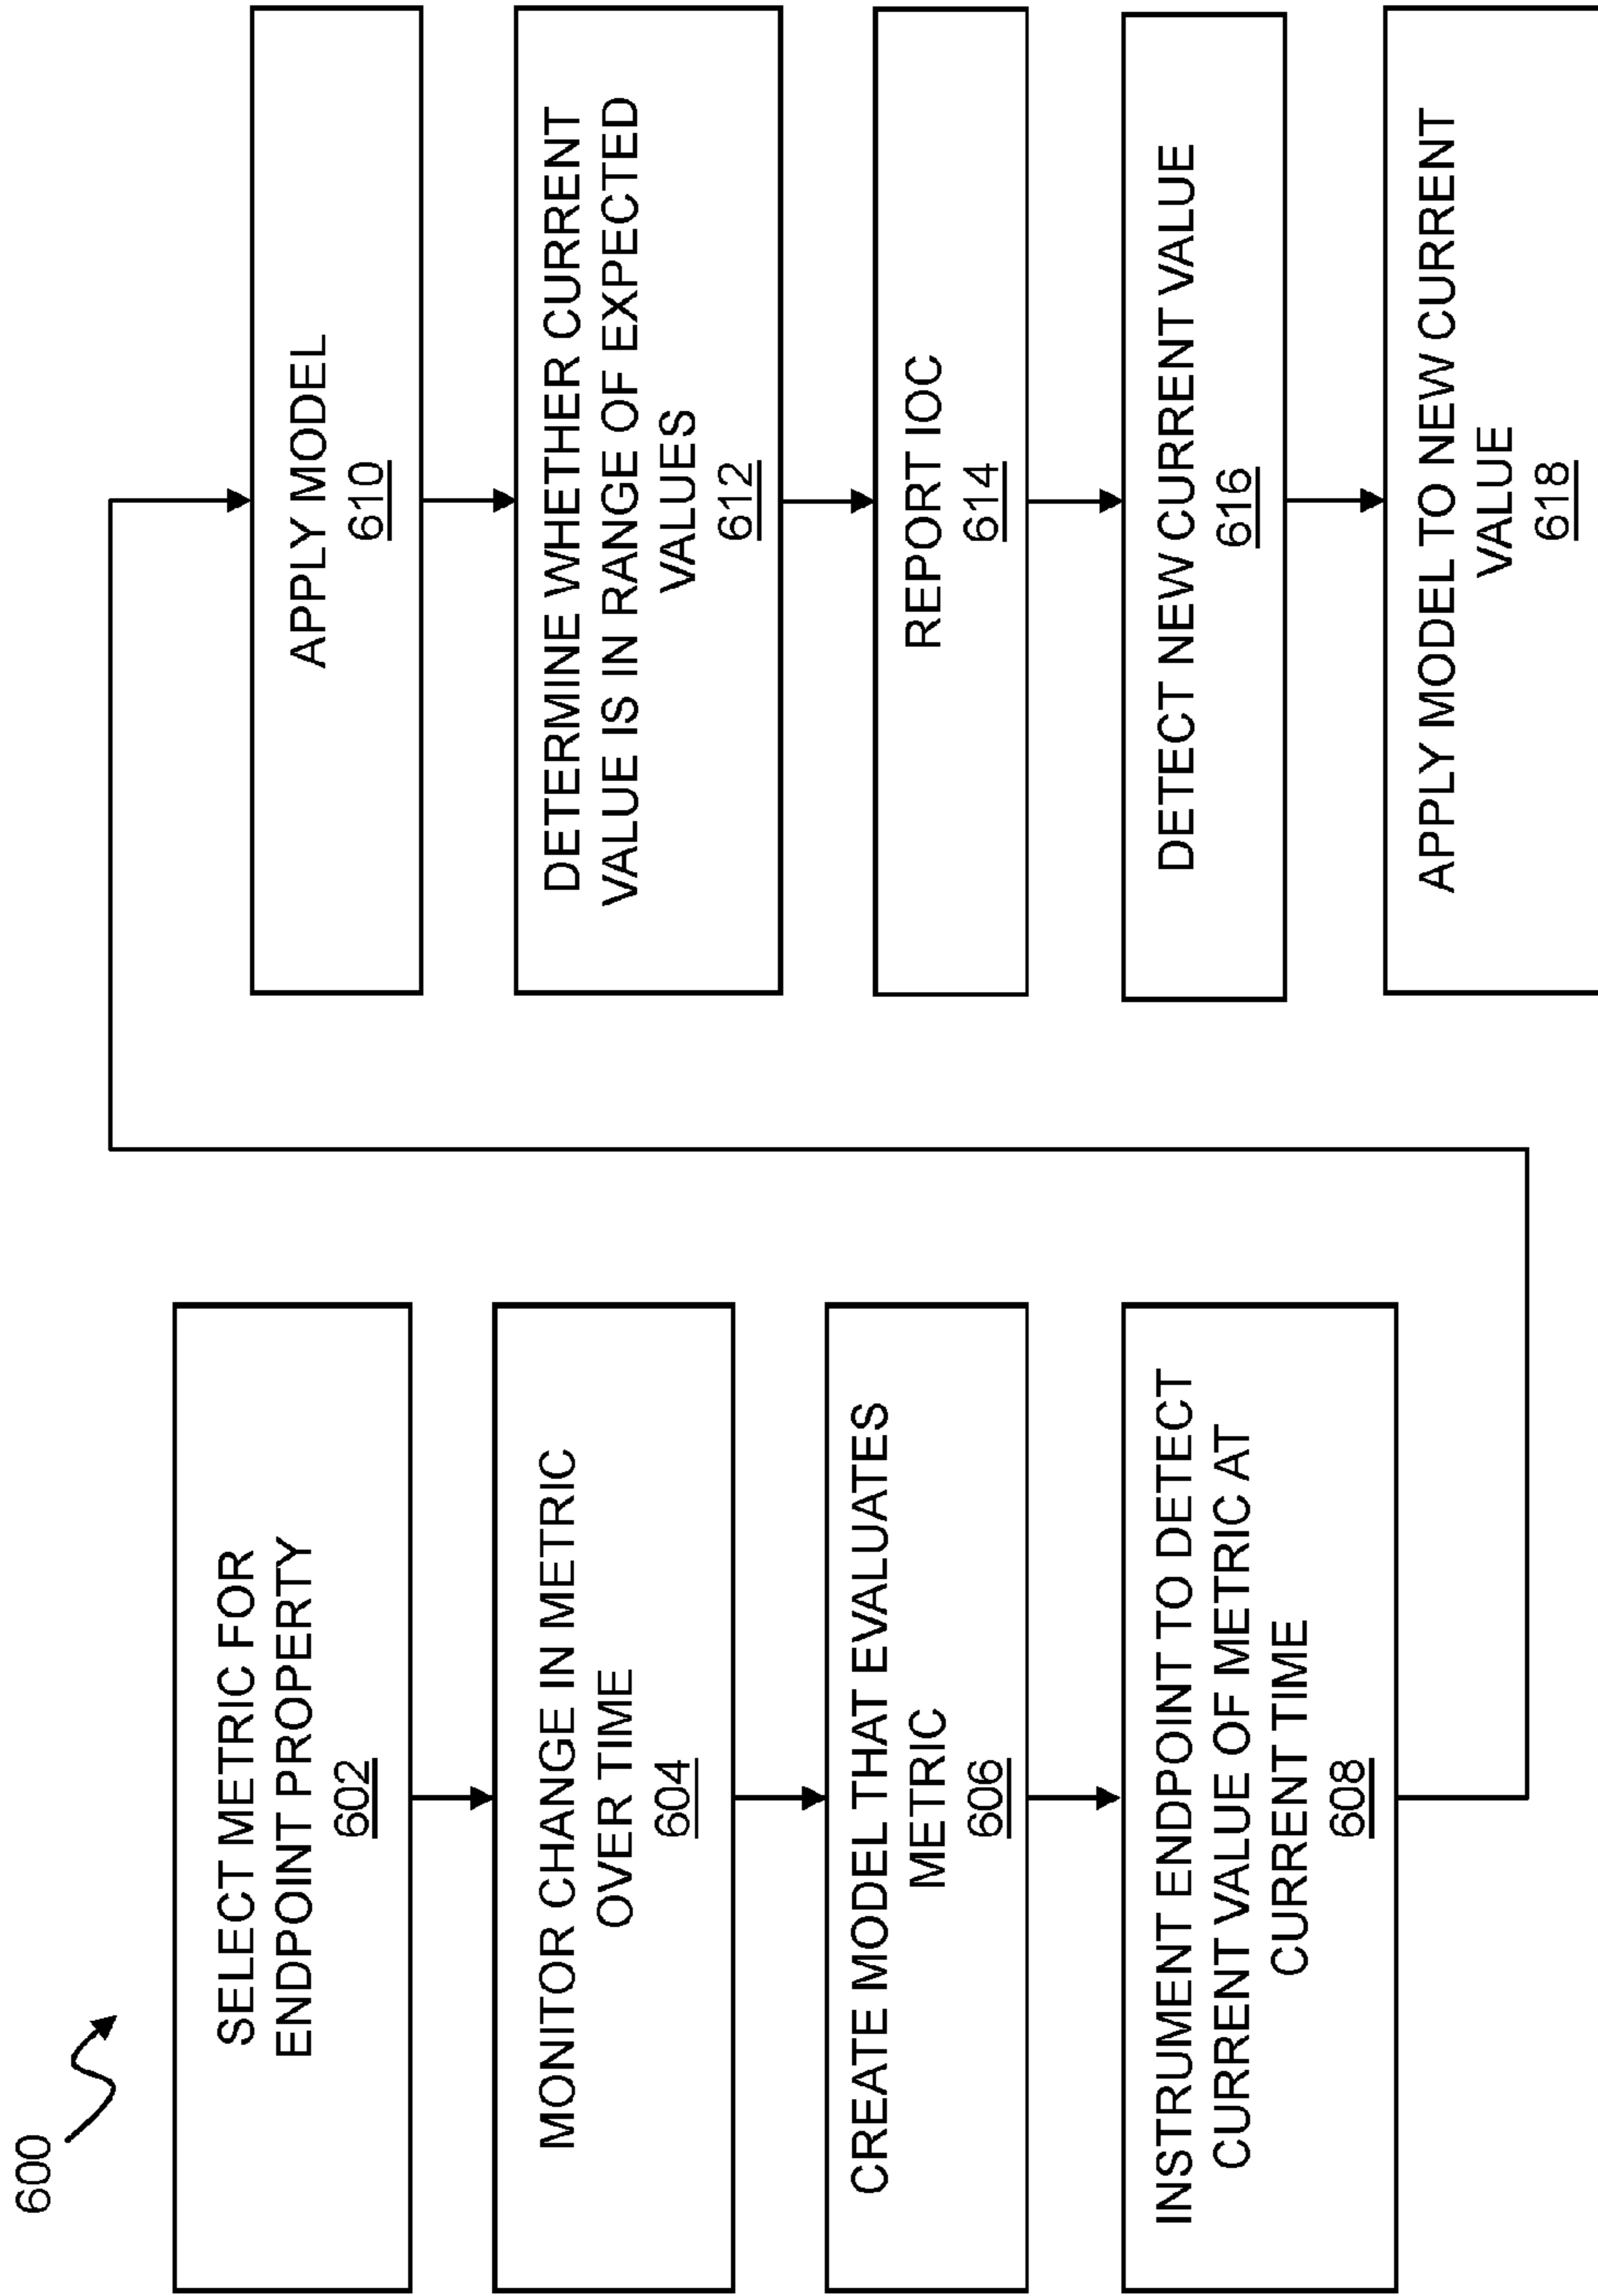 600
SELECT METRIC FOR
ENDPOINT PROPERTY
602
MONITOR CHANGE IN METRIC
OVER TIME
604
CREATE MODEL THAT EVALUATES
METRIC
606
INSTRUMENT ENDPOINT TO DETECT
CURRENT VALUE OF METRIC AT
CURRENT TIME
608
APPLY MODEL
610
DETERMINE WHETHER CURRENT
VALUE IS IN RANGE OF EXPECTED
VALUES
612
REPORT IOC
614
DETECT NEW CURRENT VALUE
616
APPLY MODEL TO NEW CURRENT
VALUE
618